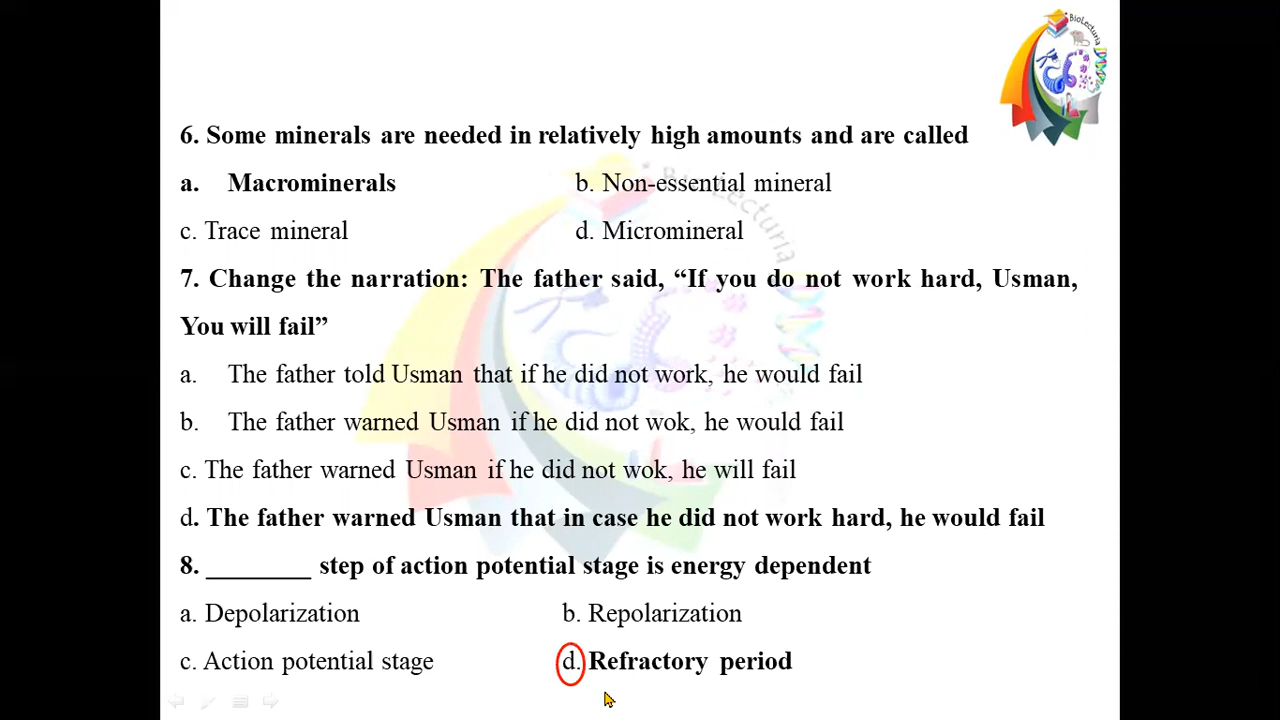 BioLecturia
6. Some minerals are needed in relatively high amounts and are called
a. Macrominerals b. Non-essential mineral
c. Trace mineral d. Micromineral
7. Change the narration: The father said, “If you do not work hard, Usman,
You will fail”
a. The father told Usman that if he did not work, he would fail
b. The father warned Usman if he did not wok, he would fail
c. The father warned Usman if he did not wok, he will fail
d. The father warned Usman that in case he did not work hard, he would fail
8. ________ step of action potential stage is energy dependent
a. Depolarization b. Repolarization
c. Action potential stage d. Refractory period